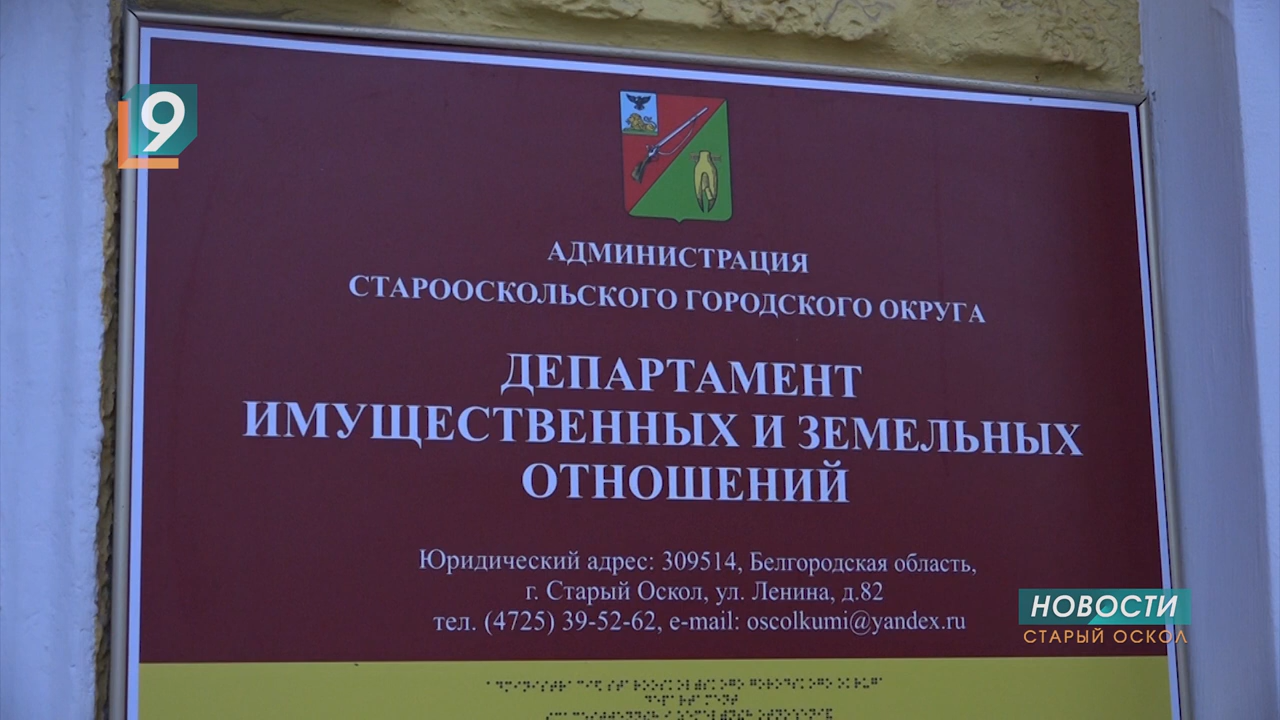 9
АДМИНИСТРАЦИЯ
СТАРООСКОЛЬСКОГО ГОРОДСКОГО ОКРУГА
ДЕПАРТАМЕНТ
ИМУЩЕСТВЕННЫХ И ЗЕМЕЛЬНЫХ
ОТНОШЕНИЙ
Юридический адрес: 309514, Белгородская область,
г. Старый Оскол, ул. Ленина, д.82
тел. (4725) 39-52-62, e-mail: oscolkumi@yandex.ru
НОВОСТИ
СТАРЫЙ ОСКОЛ